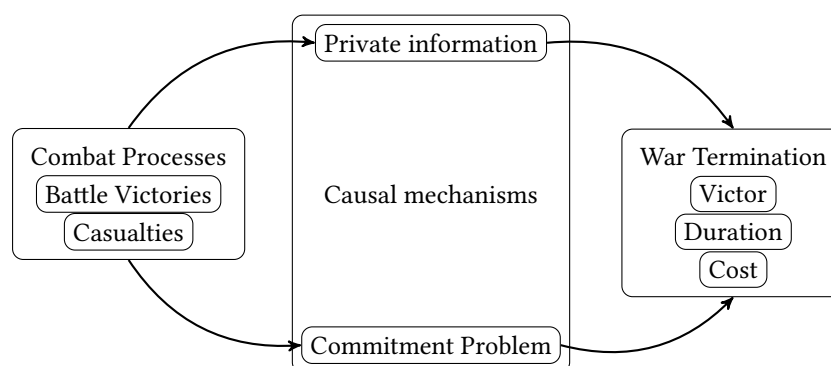 Private information
Combat Processes
Battle Victories
Casualties
Causal mechanisms
War Termination
Victor
Duration
Cost
Commitment Problem